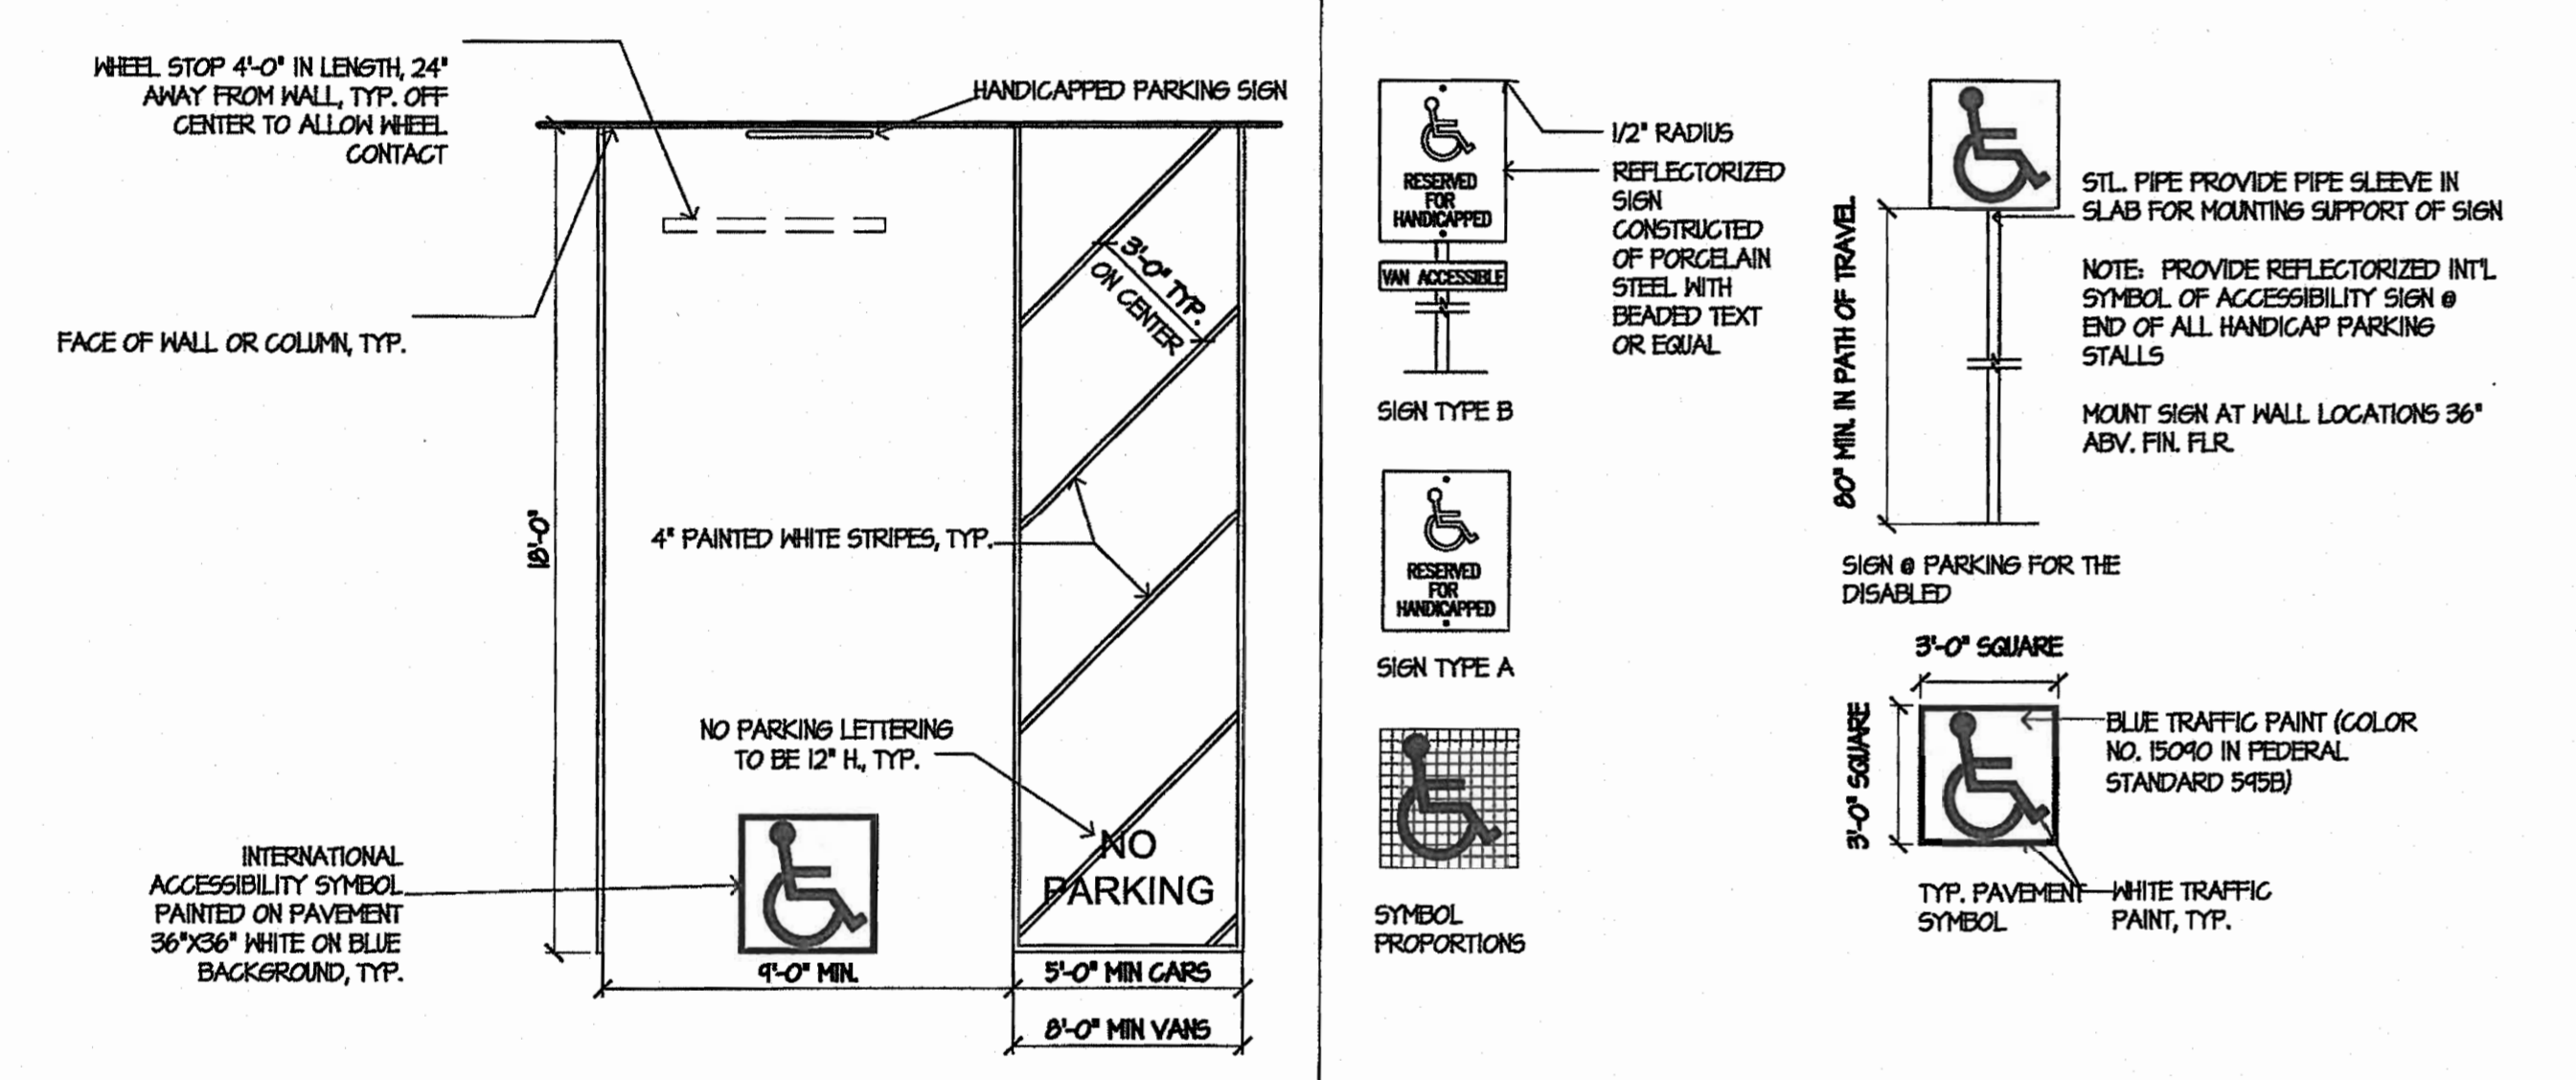 WHEEL STOP 4'-0" IN LENGTH, 24"
AWAY FROM WALL, TYP. OFF
CENTER TO ALLOW WHEEL
CONTACT
HANDICAPPED PARKING SIGN
FACE OF WALL OR COLUMN, TYP.
18'-0"
3'-0" TYP.
ON CENTER
4" PAINTED WHITE STRIPES, TYP.
NO PARKING LETTERING
TO BE 12" H., TYP.
NO
PARKING
INTERNATIONAL
ACCESSIBILITY SYMBOL
PAINTED ON PAVEMENT
36"X36" WHITE ON BLUE
BACKGROUND, TYP.
9'-0" MIN.
5'-0" MIN CARS
8'-0" MIN VANS
RESERVED
FOR
HANDICAPPED
VAN ACCESSIBLE
1/2" RADIUS
REFLECTORIZED
SIGN
CONSTRUCTED
OF PORCELAIN
STEEL WITH
BEADED TEXT
OR EQUAL
SIGN TYPE B
RESERVED
FOR
HANDICAPPED
SIGN TYPE A
SYMBOL
PROPORTIONS
80" MIN. IN PATH OF TRAVEL
STL. PIPE PROVIDE PIPE SLEEVE IN
SLAB FOR MOUNTING SUPPORT OF SIGN
NOTE: PROVIDE REFLECTORIZED INT'L
SYMBOL OF ACCESSIBILITY SIGN @
END OF ALL HANDICAP PARKING
STALLS
MOUNT SIGN AT WALL LOCATIONS 36"
ABV. FIN. FLR.
SIGN @ PARKING FOR THE
DISABLED
3'-0" SQUARE
3'-0" SQUARE
BLUE TRAFFIC PAINT (COLOR
NO. 15090 IN FEDERAL
STANDARD 595B)
TYP. PAVEMENT
SYMBOL
WHITE TRAFFIC
PAINT, TYP.